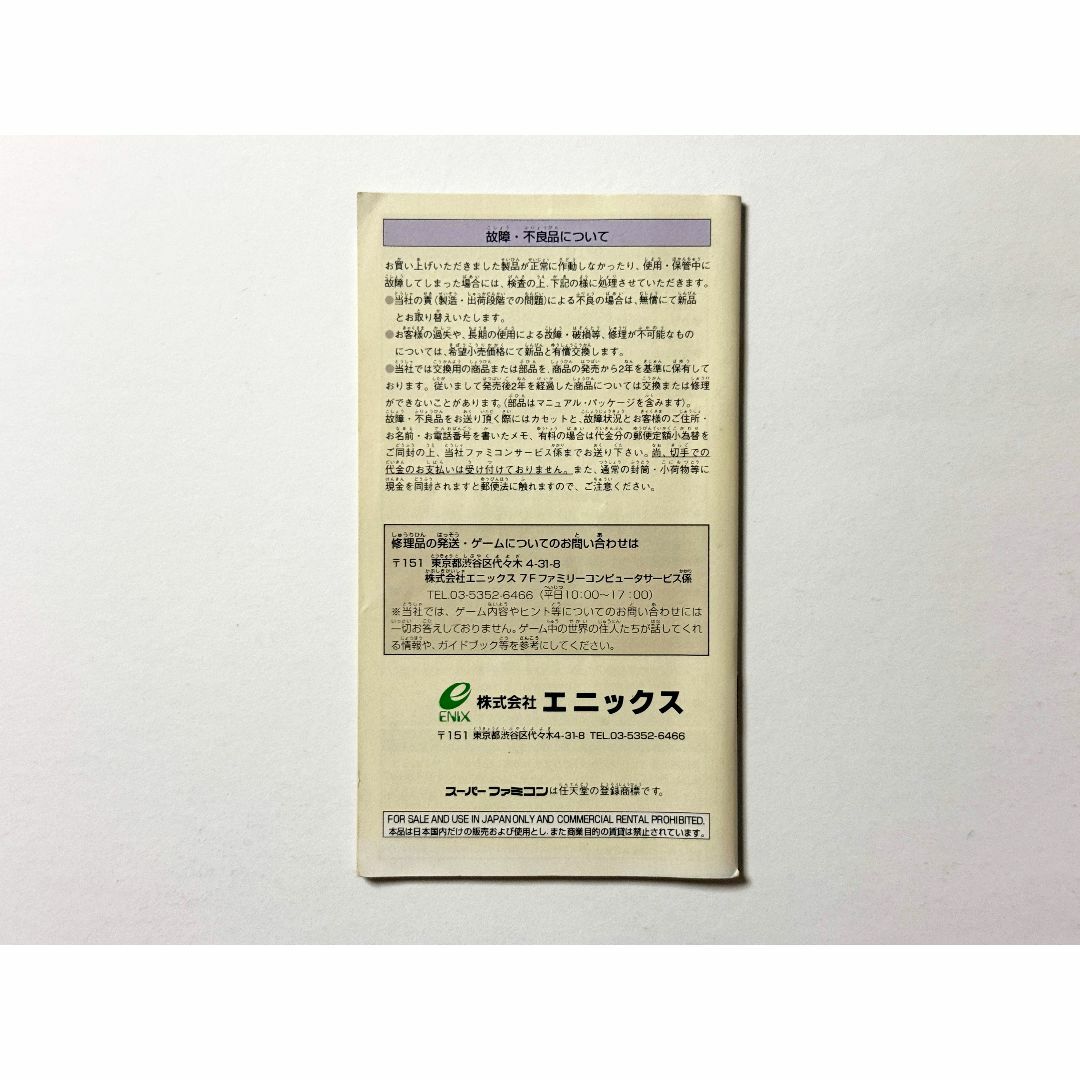 故障・不良品について
お買い上げいただきました製品が正常に作動しなかったり、使用・保管中に
故障してしまった場合には、検査の上、下記の様に処理させていただきます。
●当社の責(製造・出荷段階での問題)による不良の場合は、無償にて新品
とお取り替えいたします。
●お客様の過失や、長期の使用による故障・破損等、修理が不可能なもの
については、希望小売価格にて新品と有償交換します。
●当社では交換用の商品または部品を、商品の発売から2年を基準に保有して
おります。従いまして発売後2年を経過した商品については交換または修理
ができないことがあります。(部品はマニュアル・パッケージを含みます)。
故障・不良品をお送り頂く際にはカセットと、故障状況とお客様のご住所・
お名前・お電話番号を書いたメモ、有料の場合は代金分の郵便定額小為替を
ご同封の上、当社ファミコンサービス係までお送り下さい。尚、切手での
代金のお支払いは受け付けておりません。また、通常の封筒・小荷物等に
現金を同封されますと郵便法に触れますので、ご注意ください。
修理品の発送・ゲームについてのお問い合わせは
〒151 東京都渋谷区代々木 4-31-8
株式会社エニックス 7F ファミリーコンピュータサービス係
TEL.03-5352-6466 (平日10:00〜17:00)
※当社では、ゲーム内容やヒント等についてのお問い合わせには
一切お答えしておりません。ゲーム中の世界の住人たちが話してくれ
る情報や、ガイドブック等を参考にしてください。
ENIX 株式会社 エニックス
〒151 東京都渋谷区代々木4-31-8 TEL.03-5352-6466
スーパーファミコンは任天堂の登録商標です。
FOR SALE AND USE IN JAPAN ONLY AND COMMERCIAL RENTAL PROHIBITED.
本品は日本国内だけの販売および使用とし、また商業目的の賃貸は禁止されています。